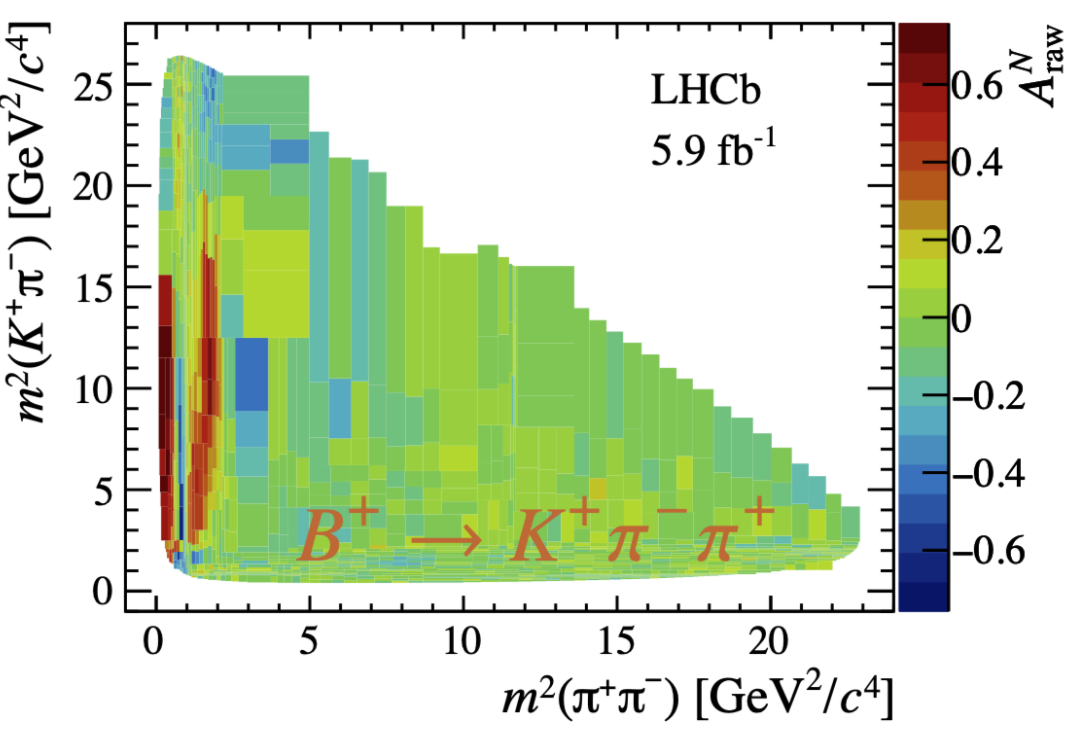 m²(K⁺π⁻) [GeV²/c⁴]
25
20
15
10
5
0
0 5 10 15 20
m²(π⁺π⁻) [GeV²/c⁴]
LHCb
5.9 fb⁻¹
B⁺ → K⁺π⁻π⁺
A^N_raw
0.6
0.4
0.2
0
−0.2
−0.4
−0.6